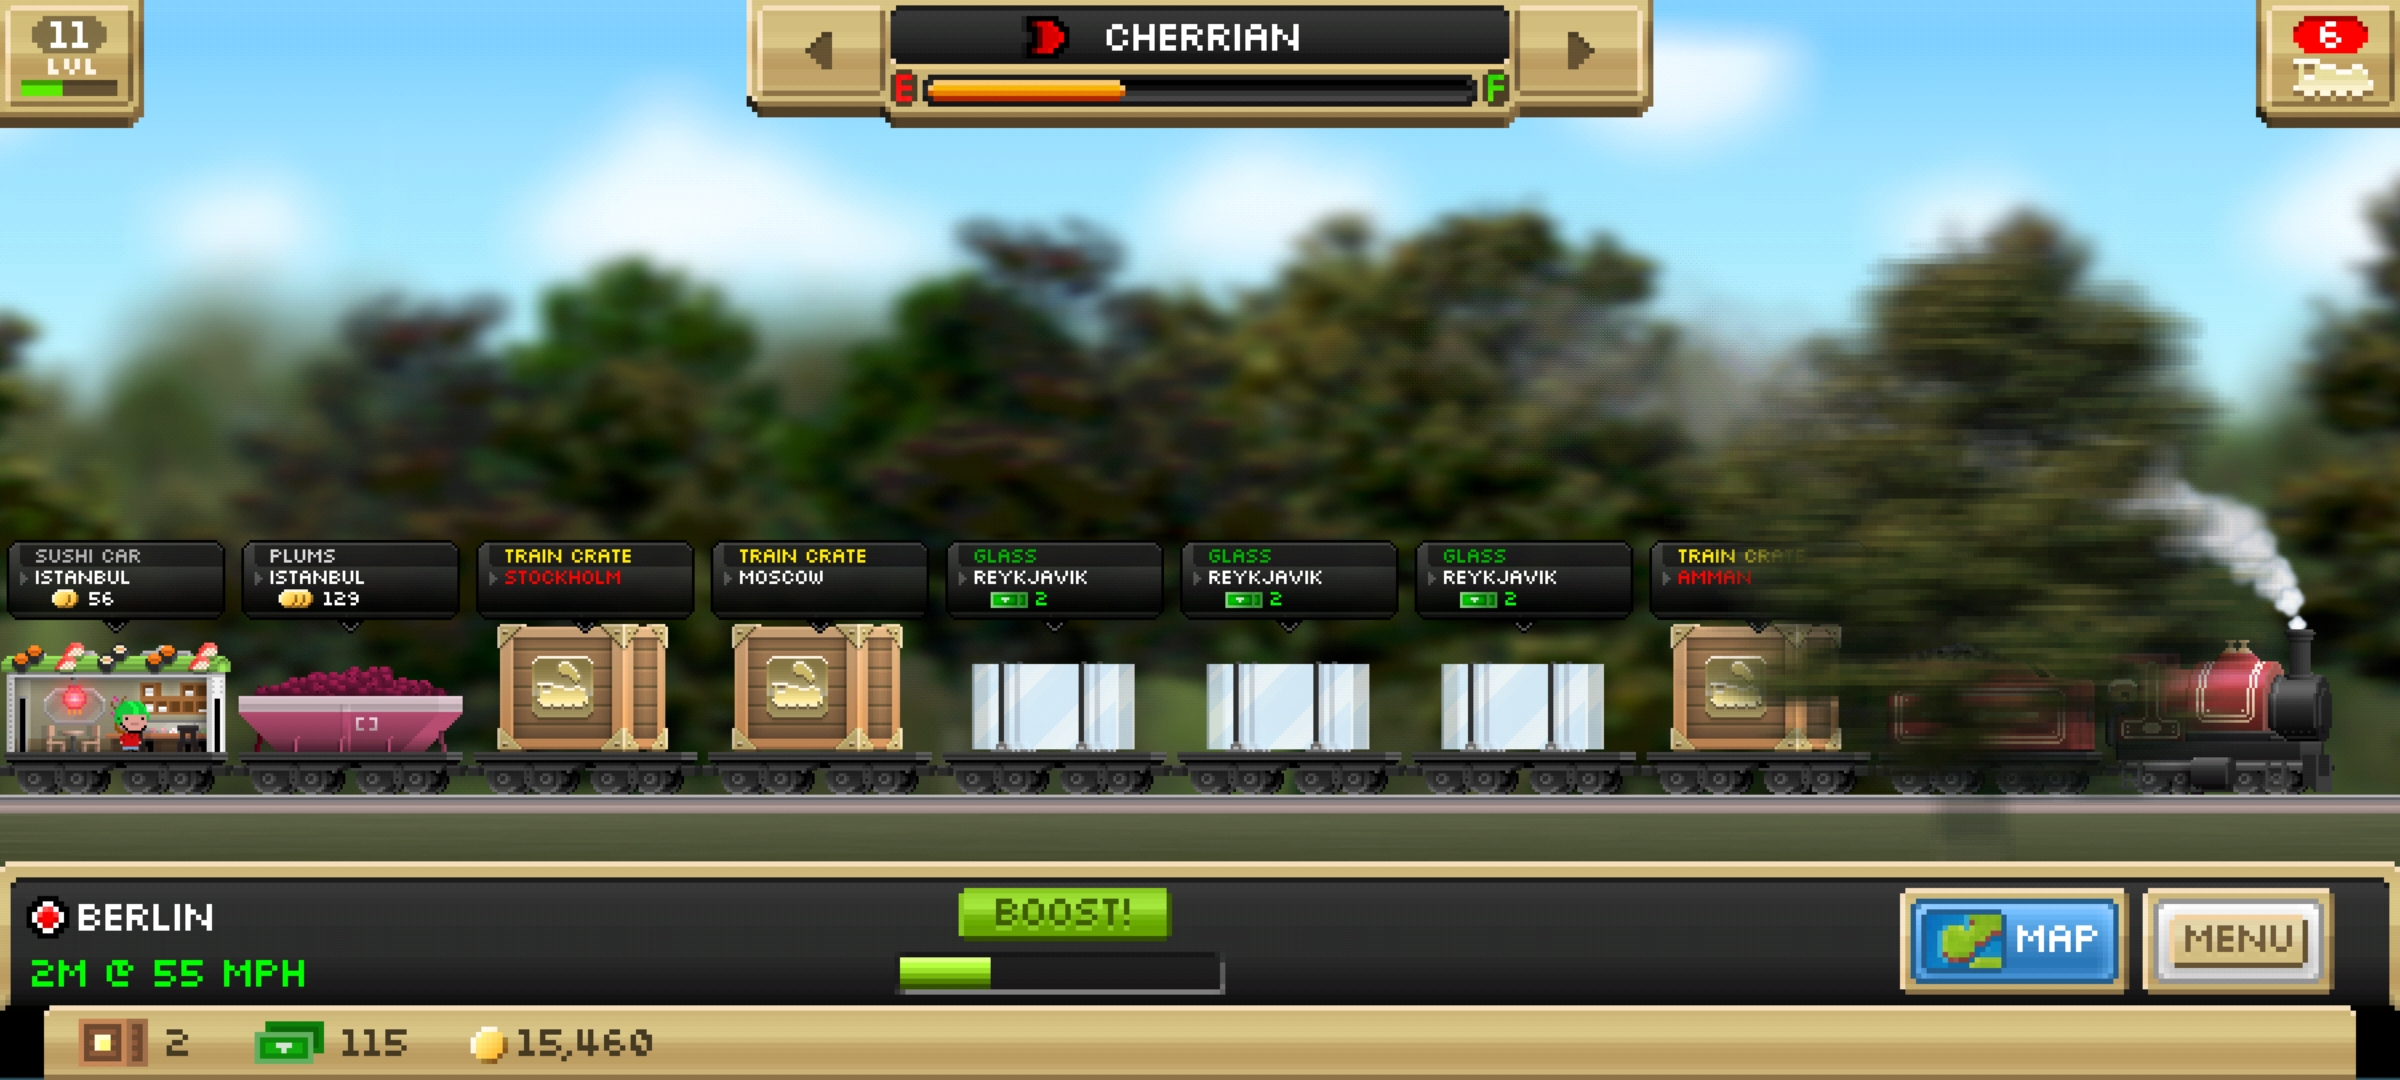 11
LVL
CHERRIAN
E F
6
SUSHI CAR
ISTANBUL
56
PLUMS
ISTANBUL
129
TRAIN CRATE
STOCKHOLM
TRAIN CRATE
MOSCOW
GLASS
REYKJAVIK
2
GLASS
REYKJAVIK
2
GLASS
REYKJAVIK
2
TRAIN CRATE
AMMAN
BERLIN
2M @ 55 MPH
BOOST!
MAP
MENU
2
115
15,460